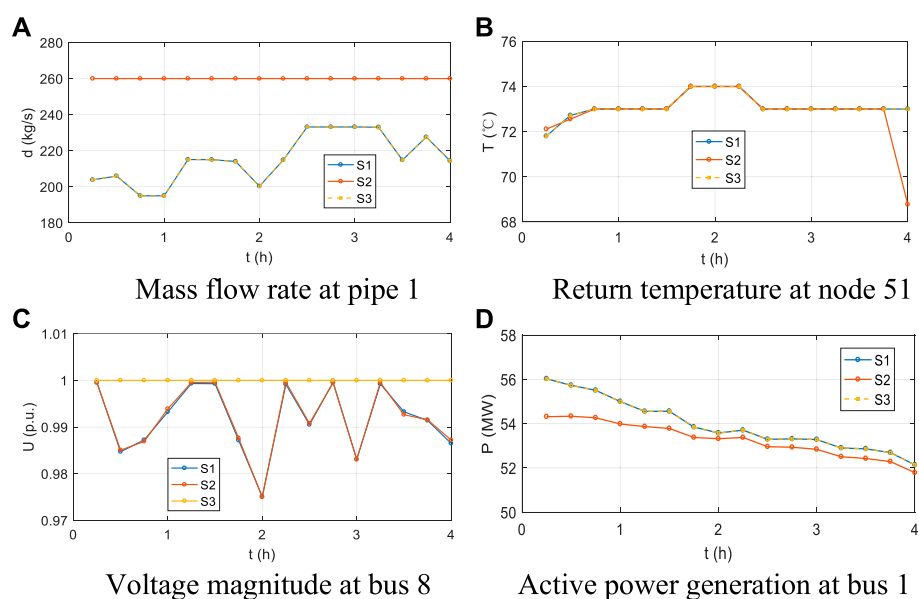 A
280
260
240
220
200
180
d (kg/s)
S1
S2
S3
0
1
2
3
4
t (h)
Mass flow rate at pipe 1
B
76
74
72
70
68
T (℃)
S1
S2
S3
0
1
2
3
4
t (h)
Return temperature at node 51
C
1.01
1
0.99
0.98
0.97
U (p.u.)
S1
S2
S3
0
1
2
3
4
t (h)
Voltage magnitude at bus 8
D
58
56
54
52
50
P (MW)
S1
S2
S3
0
1
2
3
4
t (h)
Active power generation at bus 1